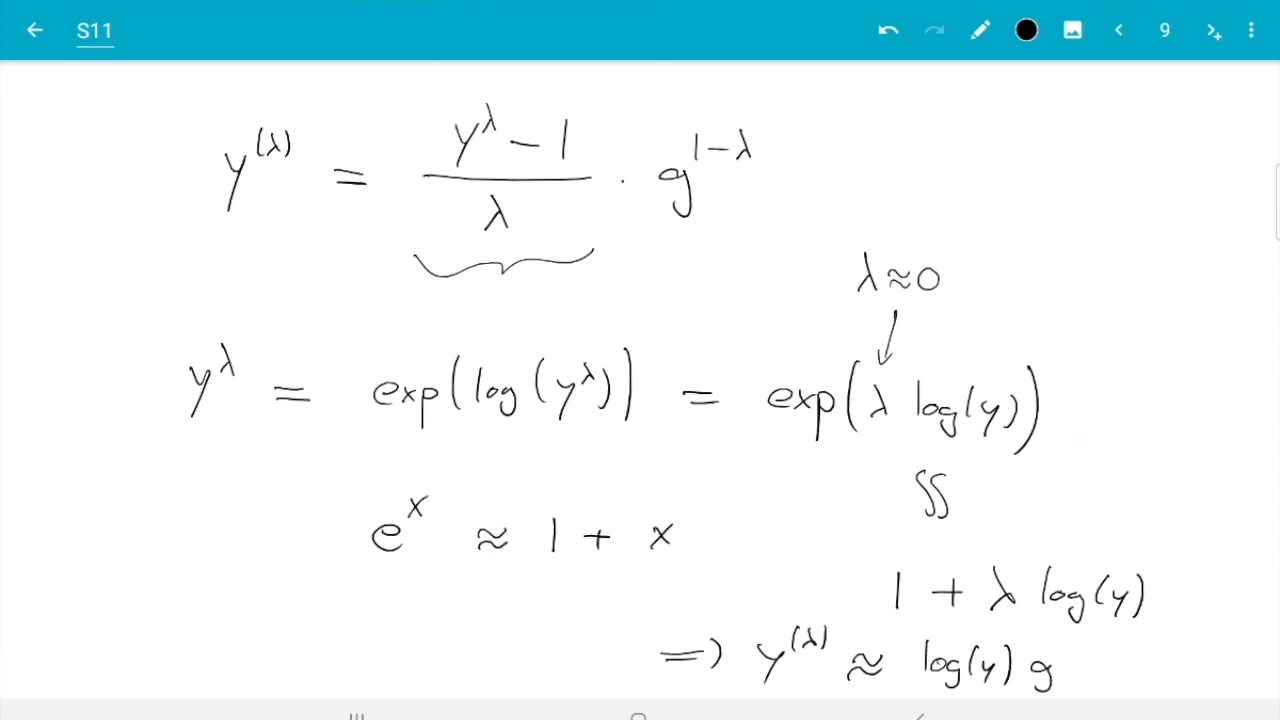 S11
9
y^(λ) = (y^λ − 1)/λ · g^(1−λ)
λ ≈ 0
y^λ = exp(log(y^λ)) = exp(λ log(y))
≈
e^x ≈ 1 + x
1 + λ log(y)
⇒ y^(λ) ≈ log(y) g